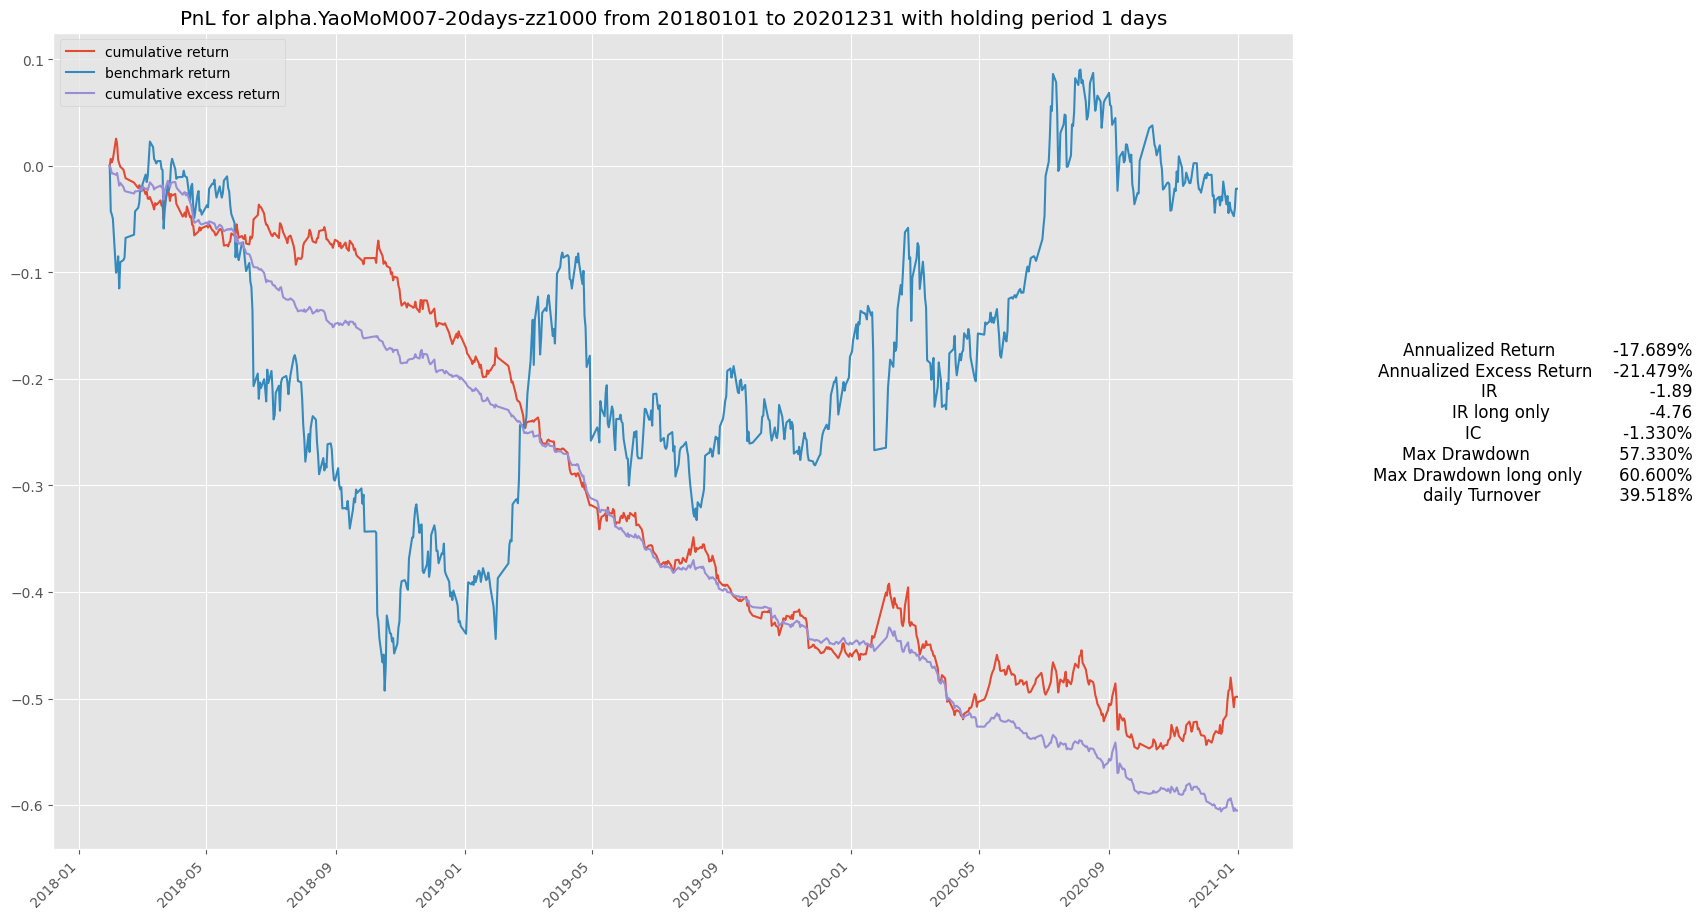 PnL for alpha.YaoMoM007-20days-zz1000 from 20180101 to 20201231 with holding period 1 days
cumulative return
benchmark return
cumulative excess return
0.1
0.0
−0.1
−0.2
−0.3
−0.4
−0.5
−0.6
2018-01
2018-05
2018-09
2019-01
2019-05
2019-09
2020-01
2020-05
2020-09
2021-01
Annualized Return -17.689%
Annualized Excess Return -21.479%
IR -1.89
IR long only -4.76
IC -1.330%
Max Drawdown 57.330%
Max Drawdown long only 60.600%
daily Turnover 39.518%